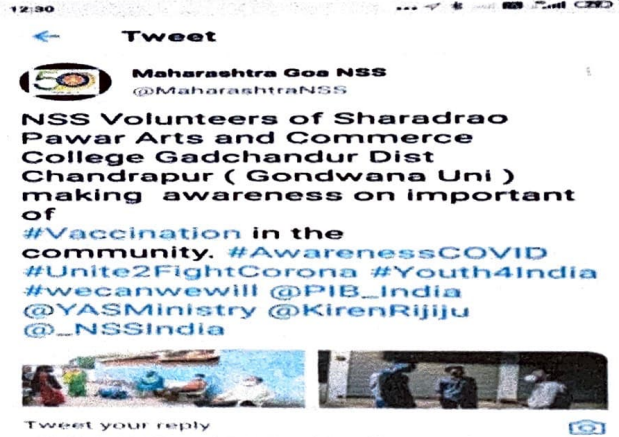 12:30
Tweet
Maharashtra Goa NSS
@MaharashtraNSS
NSS Volunteers of Sharadrao
Pawar Arts and Commerce
College Gadchandur Dist
Chandrapur ( Gondwana Uni )
making awareness on important
of
#Vaccination in the
community. #AwarenessCOVID
#Unite2FightCorona #Youth4India
#wecanwewill @PIB_India
@YASMinistry @KirenRijiju
@_NSSIndia
Tweet your reply